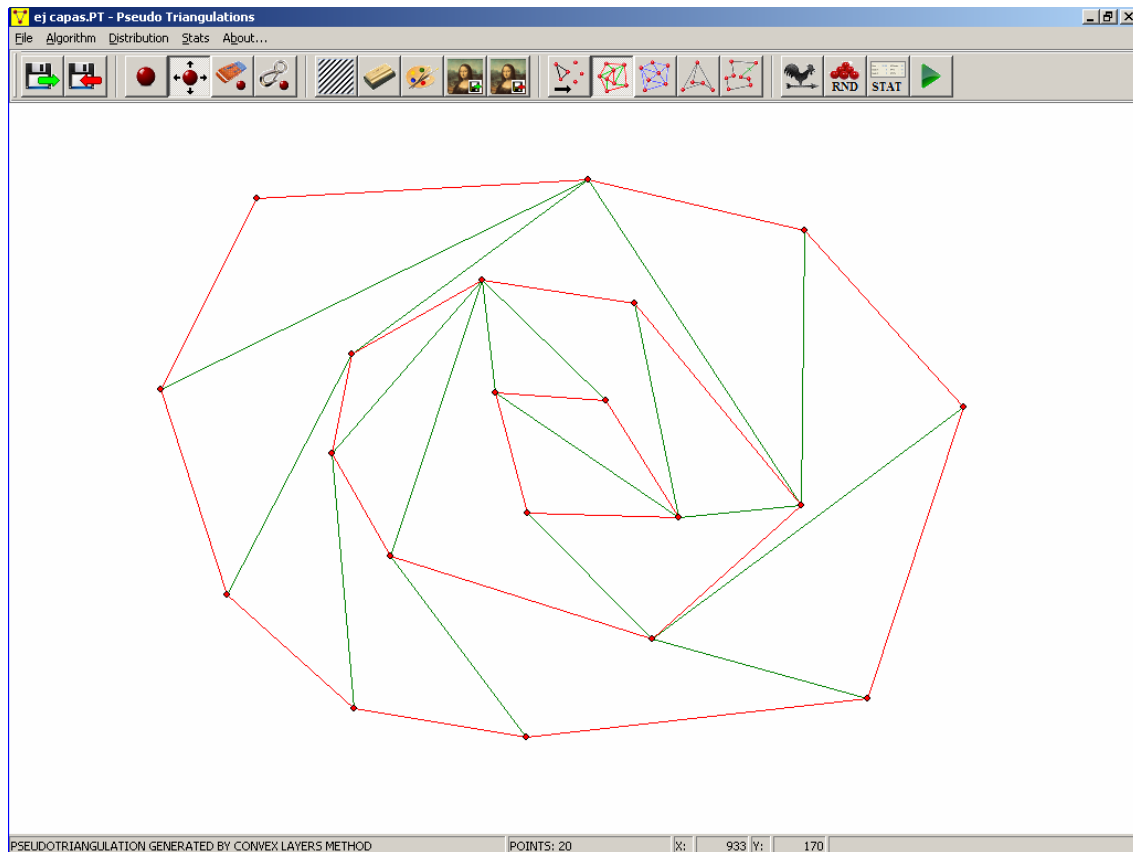 ej capas.PT - Pseudo Triangulations
File Algorithm Distribution Stats About...
RND STAT
PSEUDOTRIANGULATION GENERATED BY CONVEX LAYERS METHOD POINTS: 20 X: 933 Y: 170